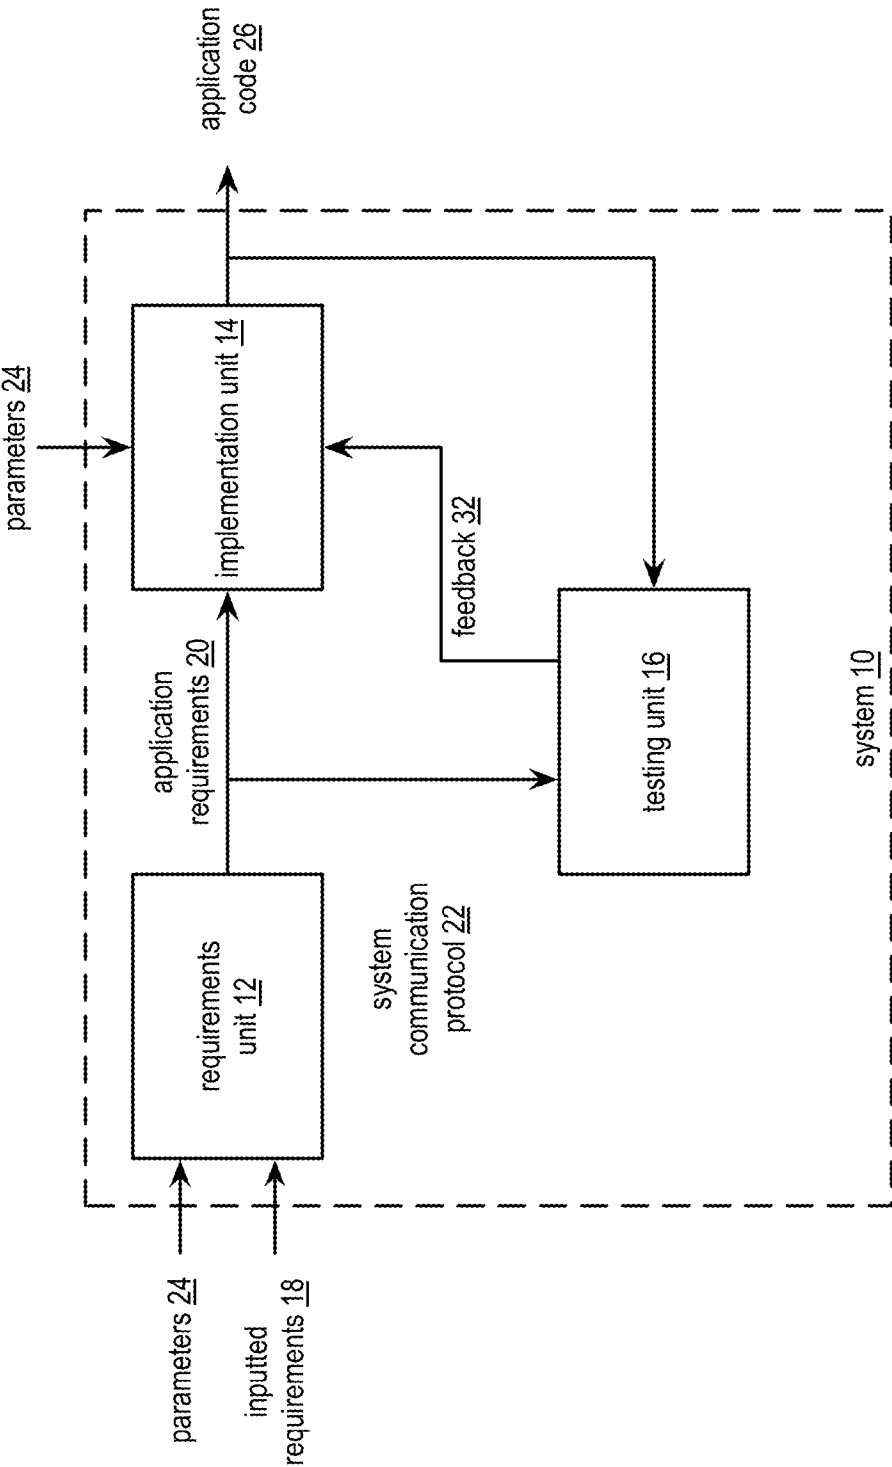 parameters 24
inputted
requirements 18
requirements
unit 12
application
requirements 20
system
communication
protocol 22
parameters 24
implementation unit 14
feedback 32
testing unit 16
application
code 26
system 10